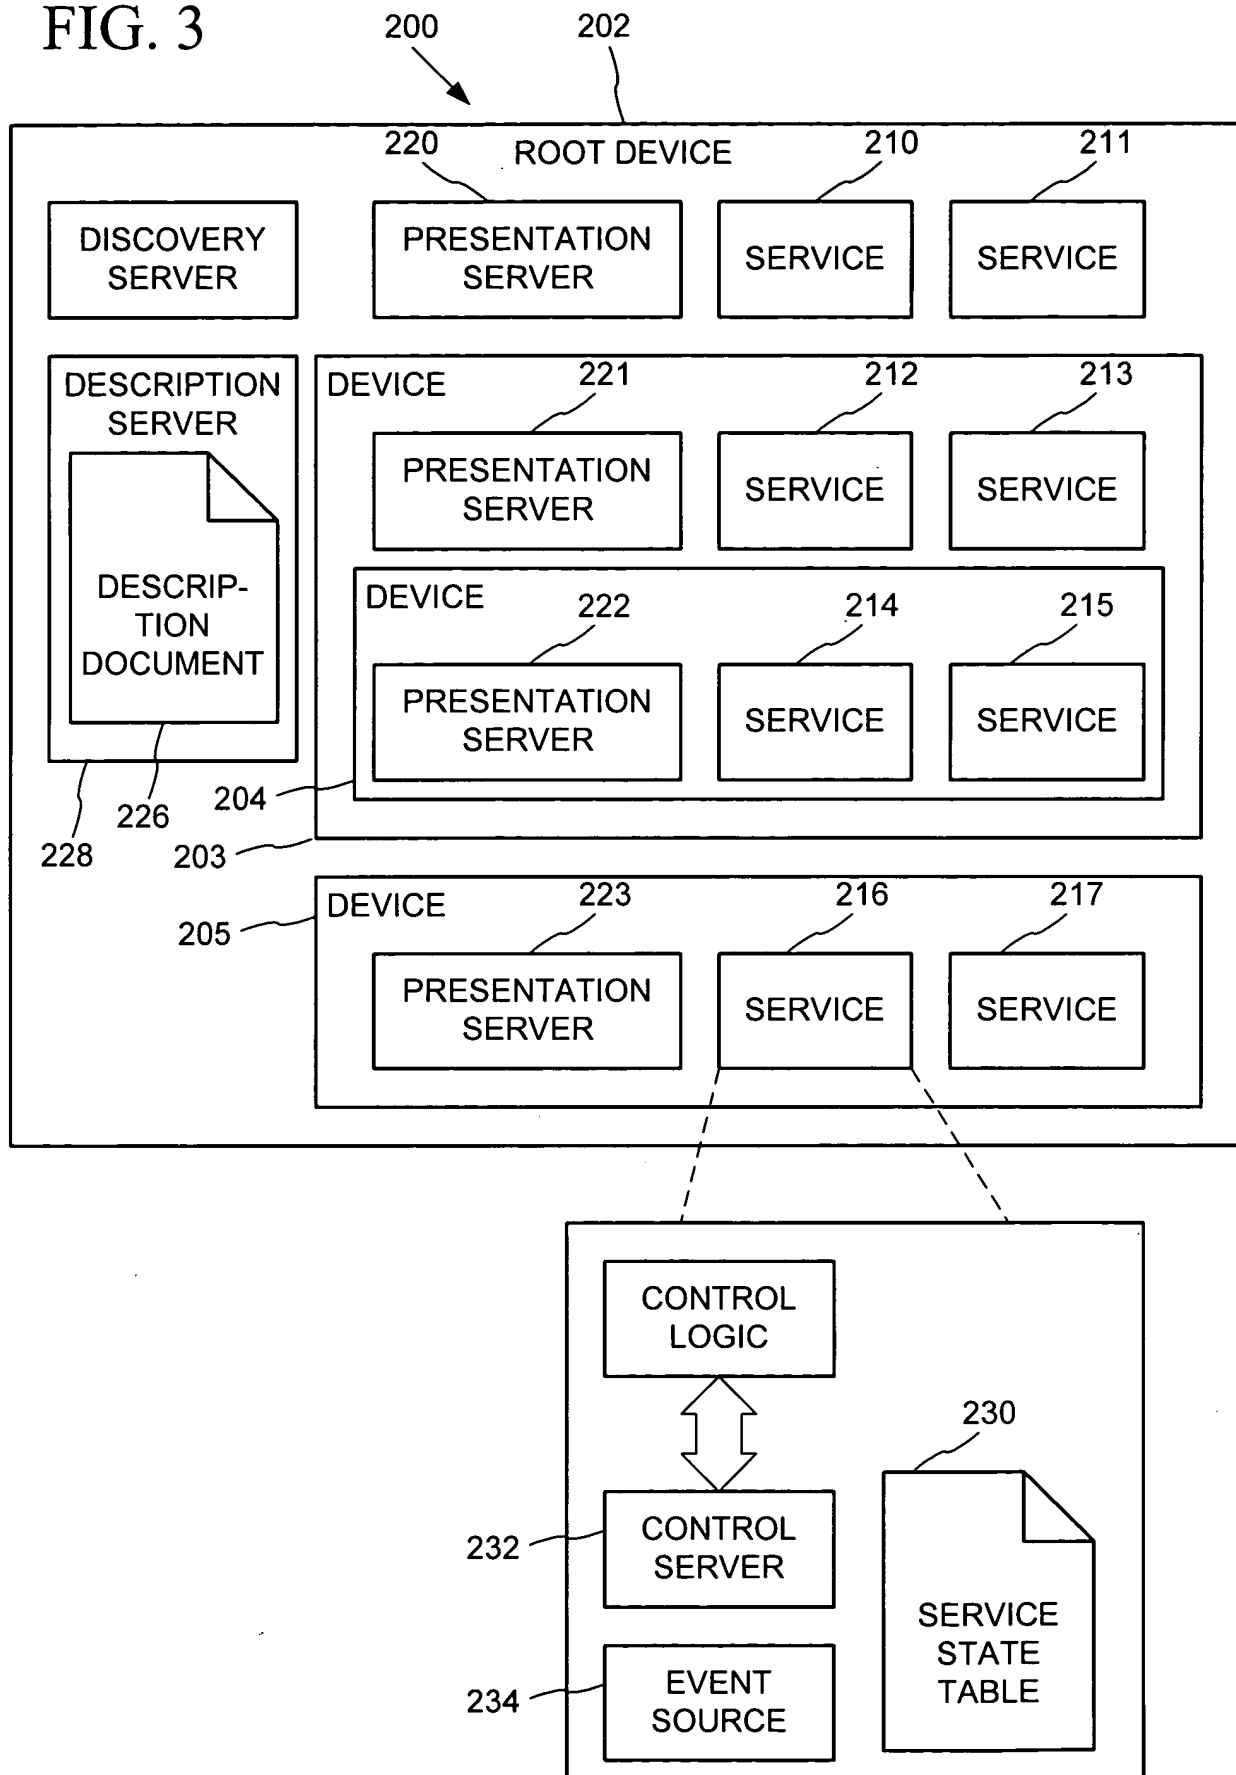 FIG. 3
200
202
220
ROOT DEVICE
210
211
DISCOVERY
SERVER
PRESENTATION
SERVER
SERVICE
SERVICE
DESCRIPTION
SERVER
DESCRIP-
TION
DOCUMENT
226
228
DEVICE
221
212
213
PRESENTATION
SERVER
SERVICE
SERVICE
DEVICE
222
214
215
PRESENTATION
SERVER
SERVICE
SERVICE
204
203
DEVICE
205
223
216
217
PRESENTATION
SERVER
SERVICE
SERVICE
CONTROL
LOGIC
230
232
CONTROL
SERVER
SERVICE
STATE
TABLE
234
EVENT
SOURCE